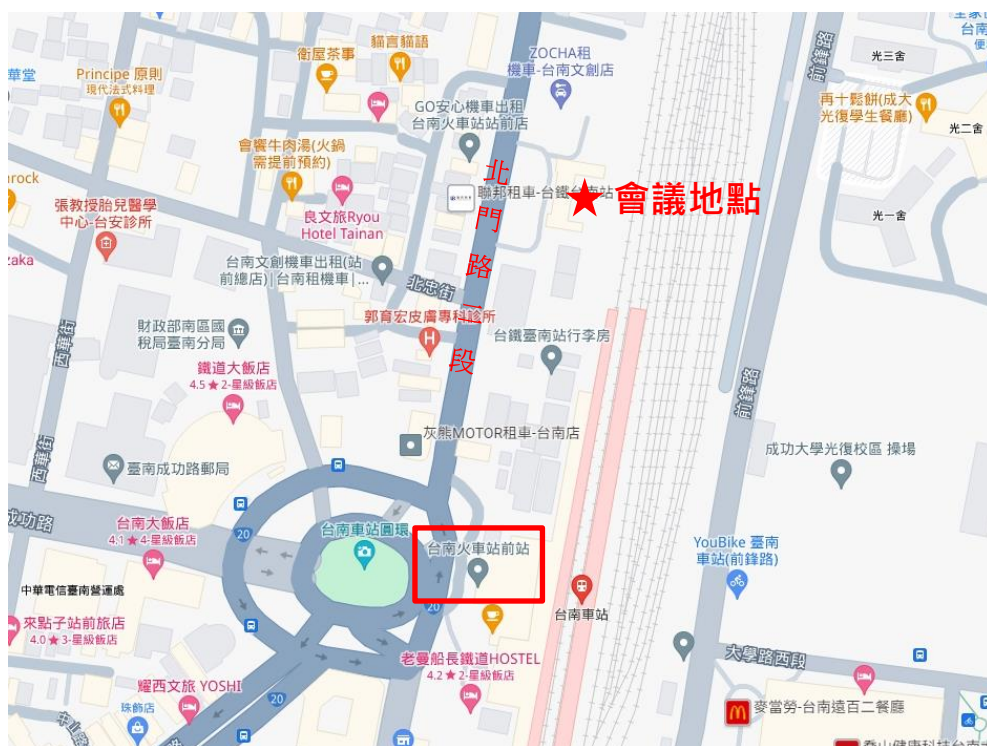 華堂
Principe 原則
現代法式料理
衛屋茶事
貓言貓語
ZOCHA租
機車-台南文創店
GO安心機車出租
台南火車站站前店
前鋒路
光三舍
再十鬆餅(成大
光復學生餐廳)
光二舍
光一舍
會饗牛肉湯(火鍋
需提前預約)
張教授胎兒醫學
中心-台安診所
良文旅Ryou
Hotel Tainan
聯邦租車-台鐵台南站
★會議地點
北門路二段
台南文創機車出租(站
前總店)|台南租機車|...
北忠街
西華街
財政部南區國
稅局臺南分局
郭育宏皮膚專科診所
台鐵臺南站行李房
鐵道大飯店
4.5★2-星級飯店
前鋒路
灰熊MOTOR租車-台南店
西華街
臺南成功路郵局
成功大學光復校區 操場
成功路
20
台南大飯店
4.1★4-星級飯店
台南車站圓環
台南火車站前站
YouBike 臺南
車站(前鋒路)
中華電信臺南營運處
20
台南車站
來點子站前旅店
4.0★3-星級飯店
老曼船長鐵道HOSTEL
4.2★2-星級飯店
大學路西段
耀西文旅 YOSHI
20
珠飾店
中山路
麥當勞-台南遠百二餐廳